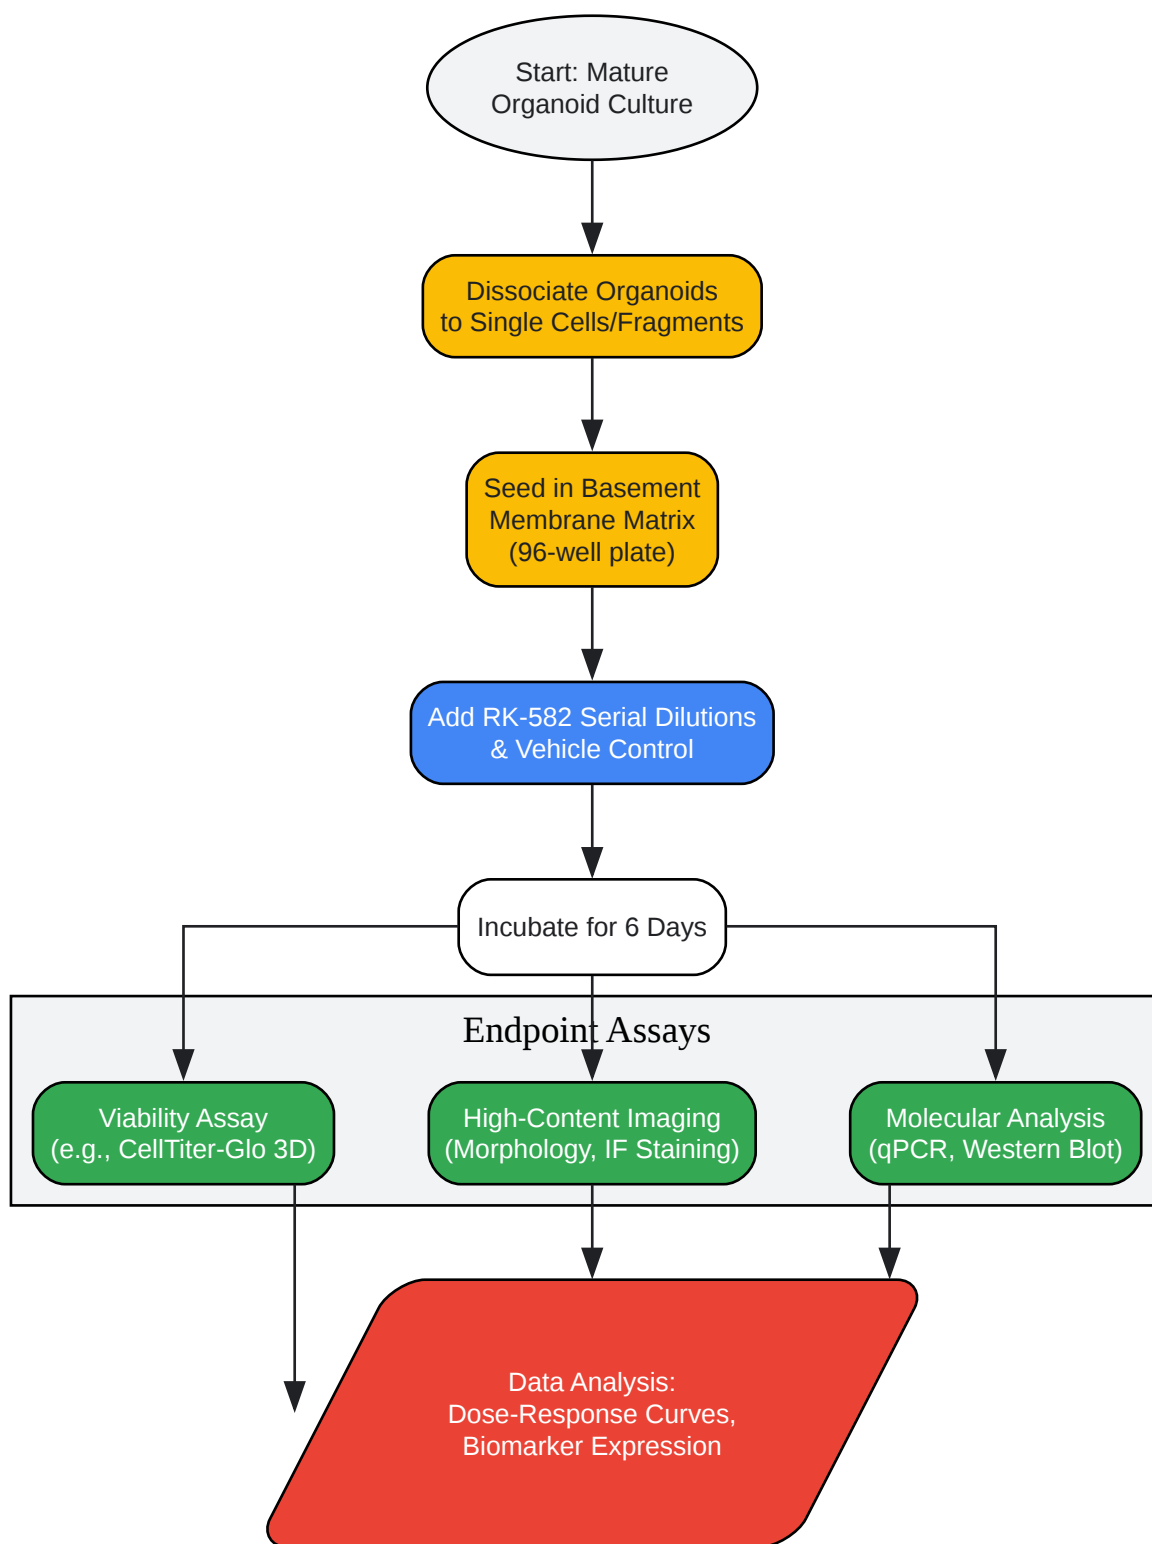 Start: Mature
Organoid Culture
Dissociate Organoids
to Single Cells/Fragments
Seed in Basement
Membrane Matrix
(96-well plate)
Add RK-582 Serial Dilutions
& Vehicle Control
Incubate for 6 Days
Endpoint Assays
Viability Assay
(e.g., CellTiter-Glo 3D)
High-Content Imaging
(Morphology, IF Staining)
Molecular Analysis
(qPCR, Western Blot)
Data Analysis:
Dose-Response Curves,
Biomarker Expression